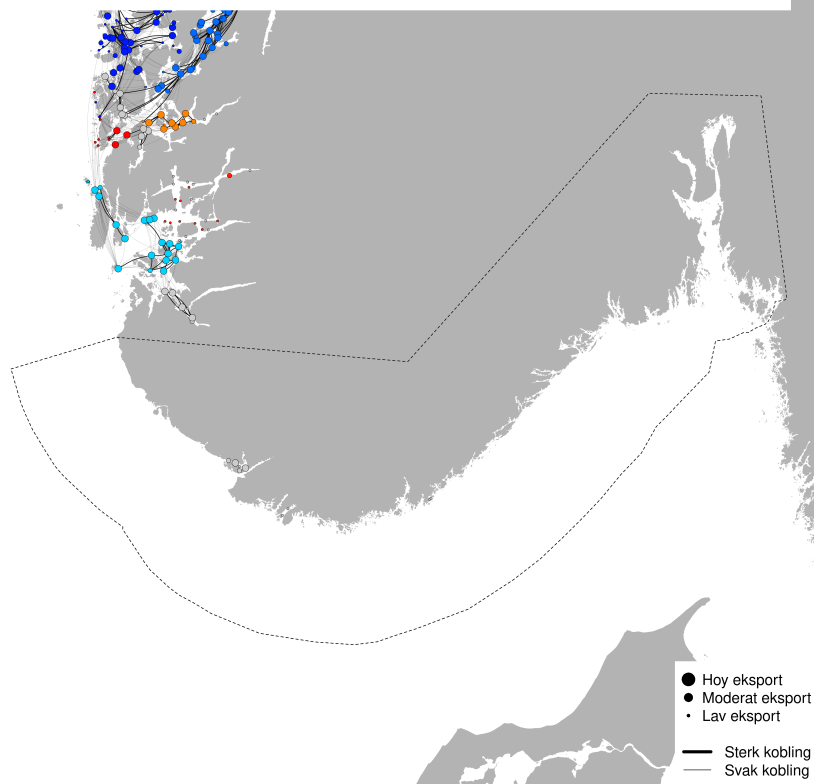 Hoy eksport
Moderat eksport
Lav eksport
Sterk kobling
Svak kobling